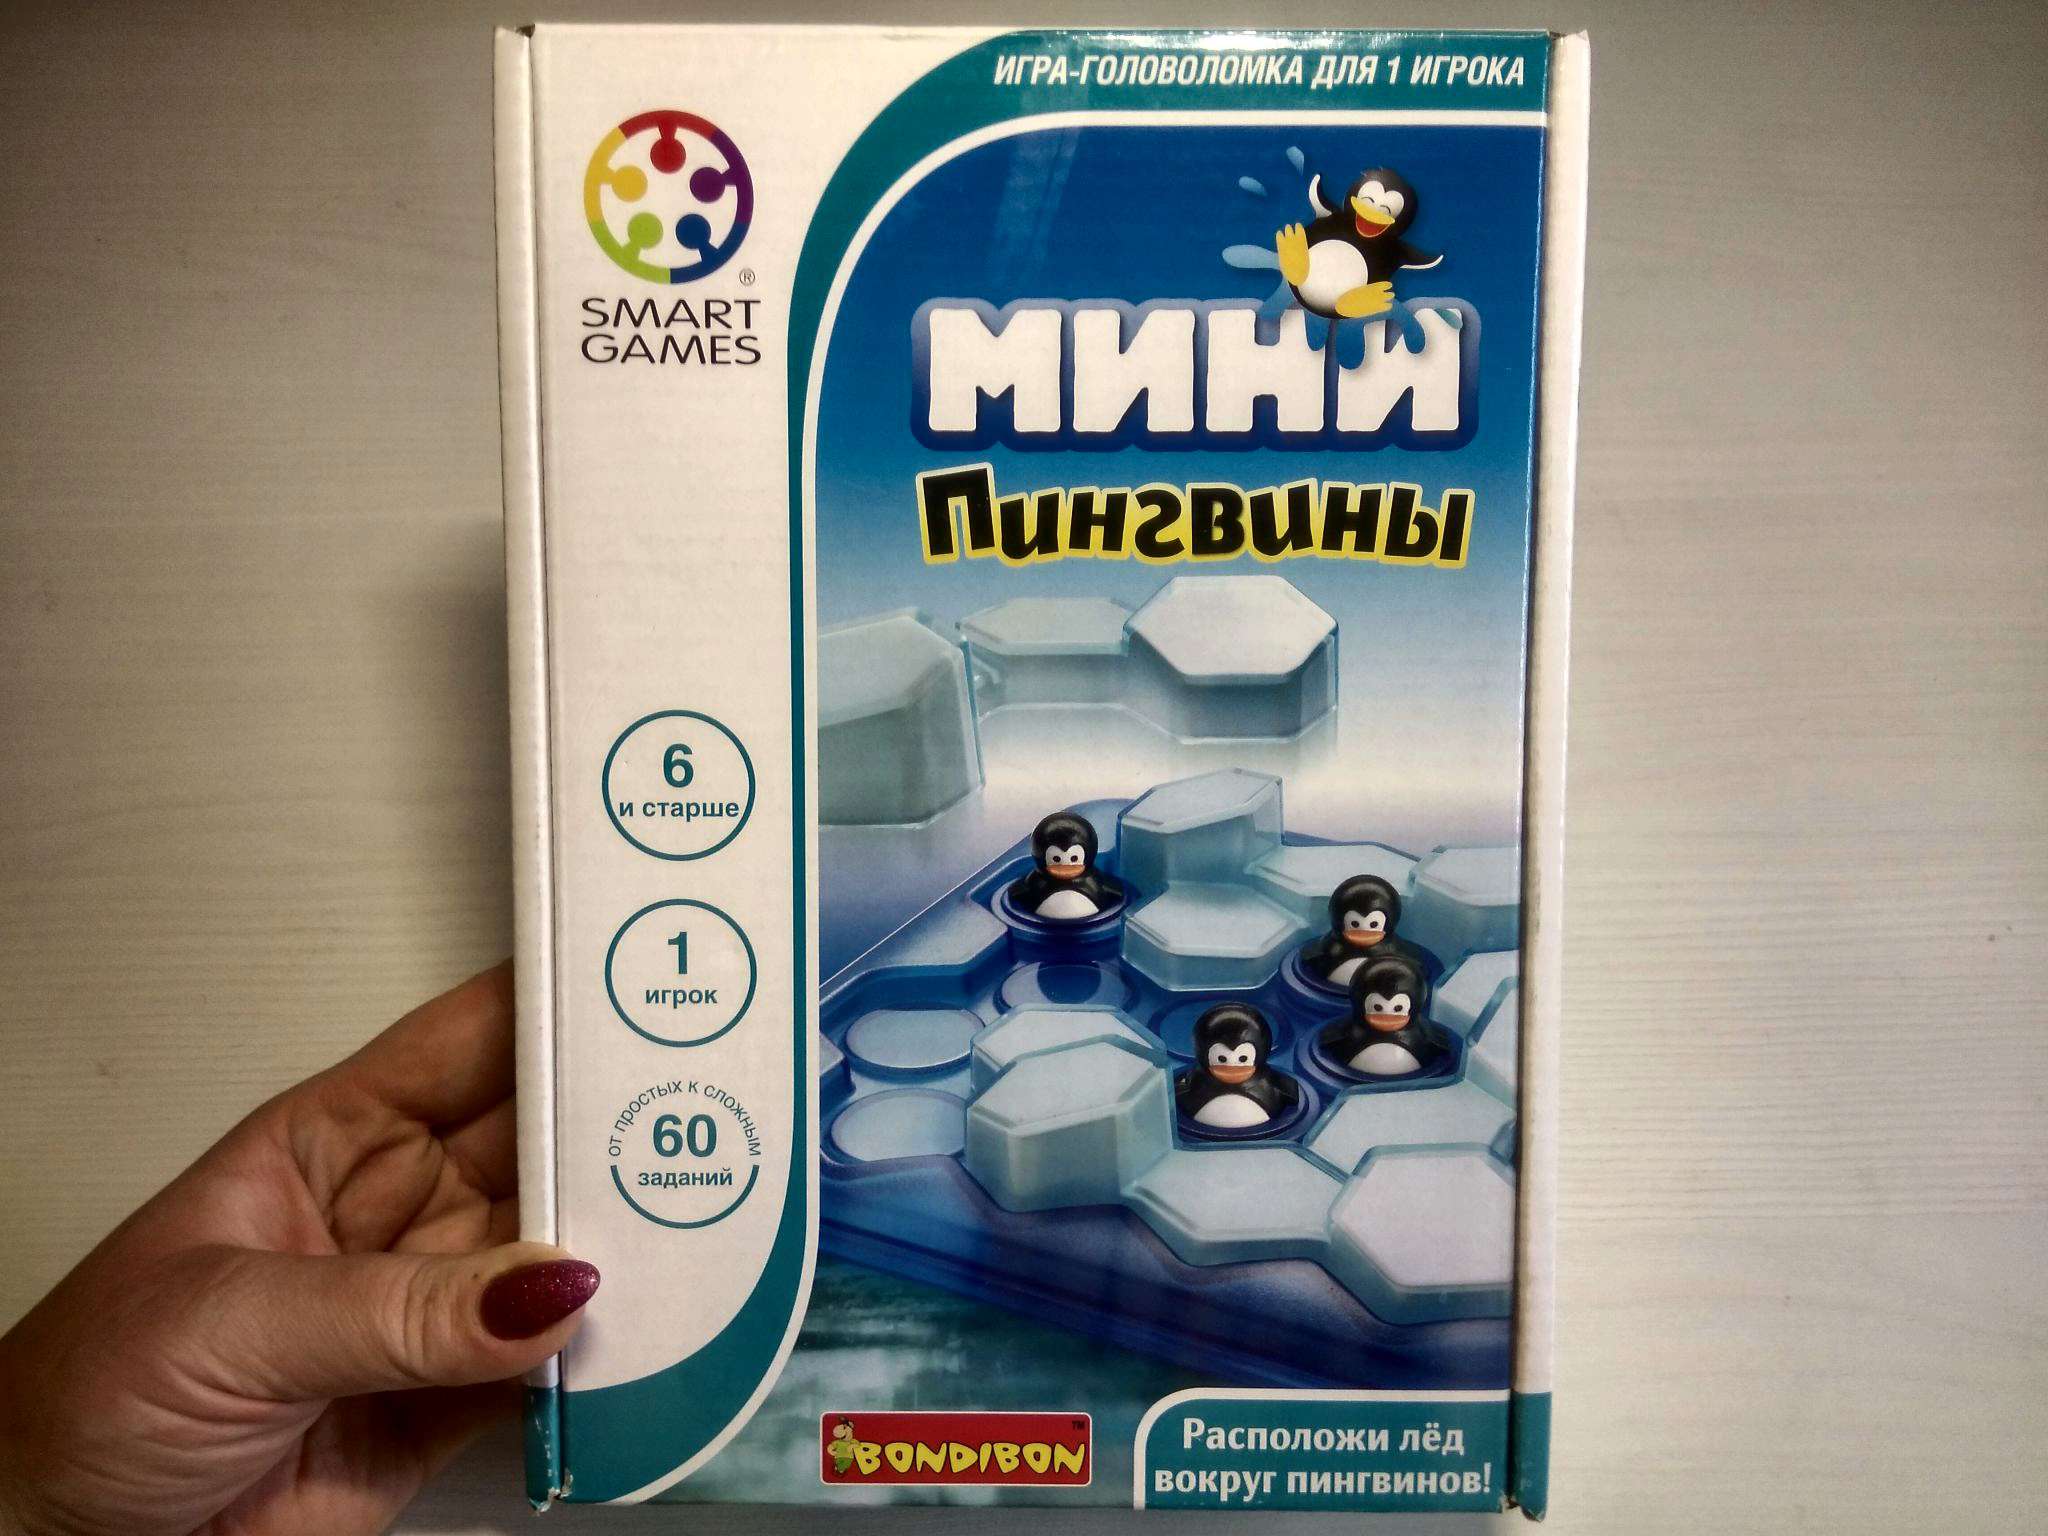 ИГРА-ГОЛОВОЛОМКА ДЛЯ 1 ИГРОКА
SMART
GAMES
®
МИНИ
Пингвины
6
и старше
1
игрок
от простых к сложным
60
заданий
BONDIBON™
Расположи лёд
вокруг пингвинов!